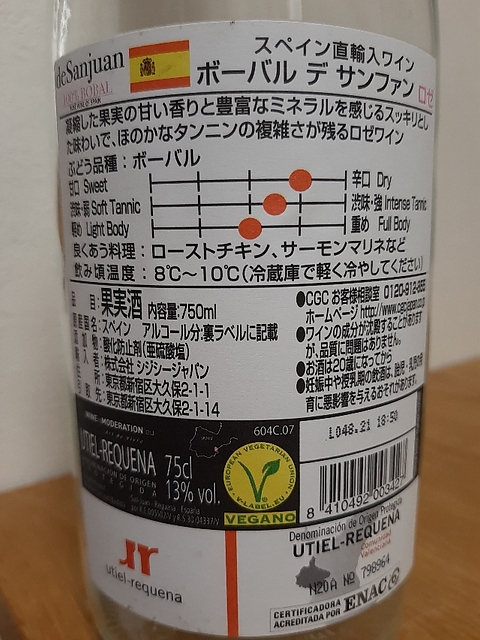 deSanjuan
100% BOBAL
スペイン直輸入ワイン
ボーバル デ サンファン ロゼ
凝縮した果実の甘い香りと豊富なミネラルを感じるスッキリとし
た味わいで、ほのかなタンニンの複雑さが残るロゼワイン
ぶどう品種：ボーバル
甘口 Sweet 辛口 Dry
渋味・弱 Soft Tannic 渋味・強 Intense Tannic
軽め Light Body 重め Full Body
良くあう料理：ローストチキン、サーモンマリネなど
飲み頃温度：8℃～10℃(冷蔵庫で軽く冷やしてください)
品 目：果実酒 内容量:750ml
：スペイン アルコール分:裏ラベルに記載
：酸化防止剤(亜硫酸塩)
：株式会社 シジシージャパン
：東京都新宿区大久保2-1-1
：東京都新宿区大久保2-1-14
●CGC お客様相談室 0120-912-955
ホームページ
●ワインの成分が沈殿することがあります
が、品質に問題はありません。
●お酒は20歳になってから
●妊娠中や授乳期の飲酒は、胎児・乳児の発
育に悪影響を与えるおそれがあります。
WINE in MODERATION
604C.07
L048.21 18:50
UTIEL-REQUENA
DENOMINACIÓN DE ORIGEN
75cl
13% vol.
EUROPEAN VEGETARIAN UNION
V-LABEL.EU
VEGANO
8 410492 00342
utiel-requena
Denominación de Origen Protegida
UTIEL-REQUENA
Comunidad
Valenciana
N20A Nº 798964
CERTIFICADORA
ACREDITADA POR ENAC